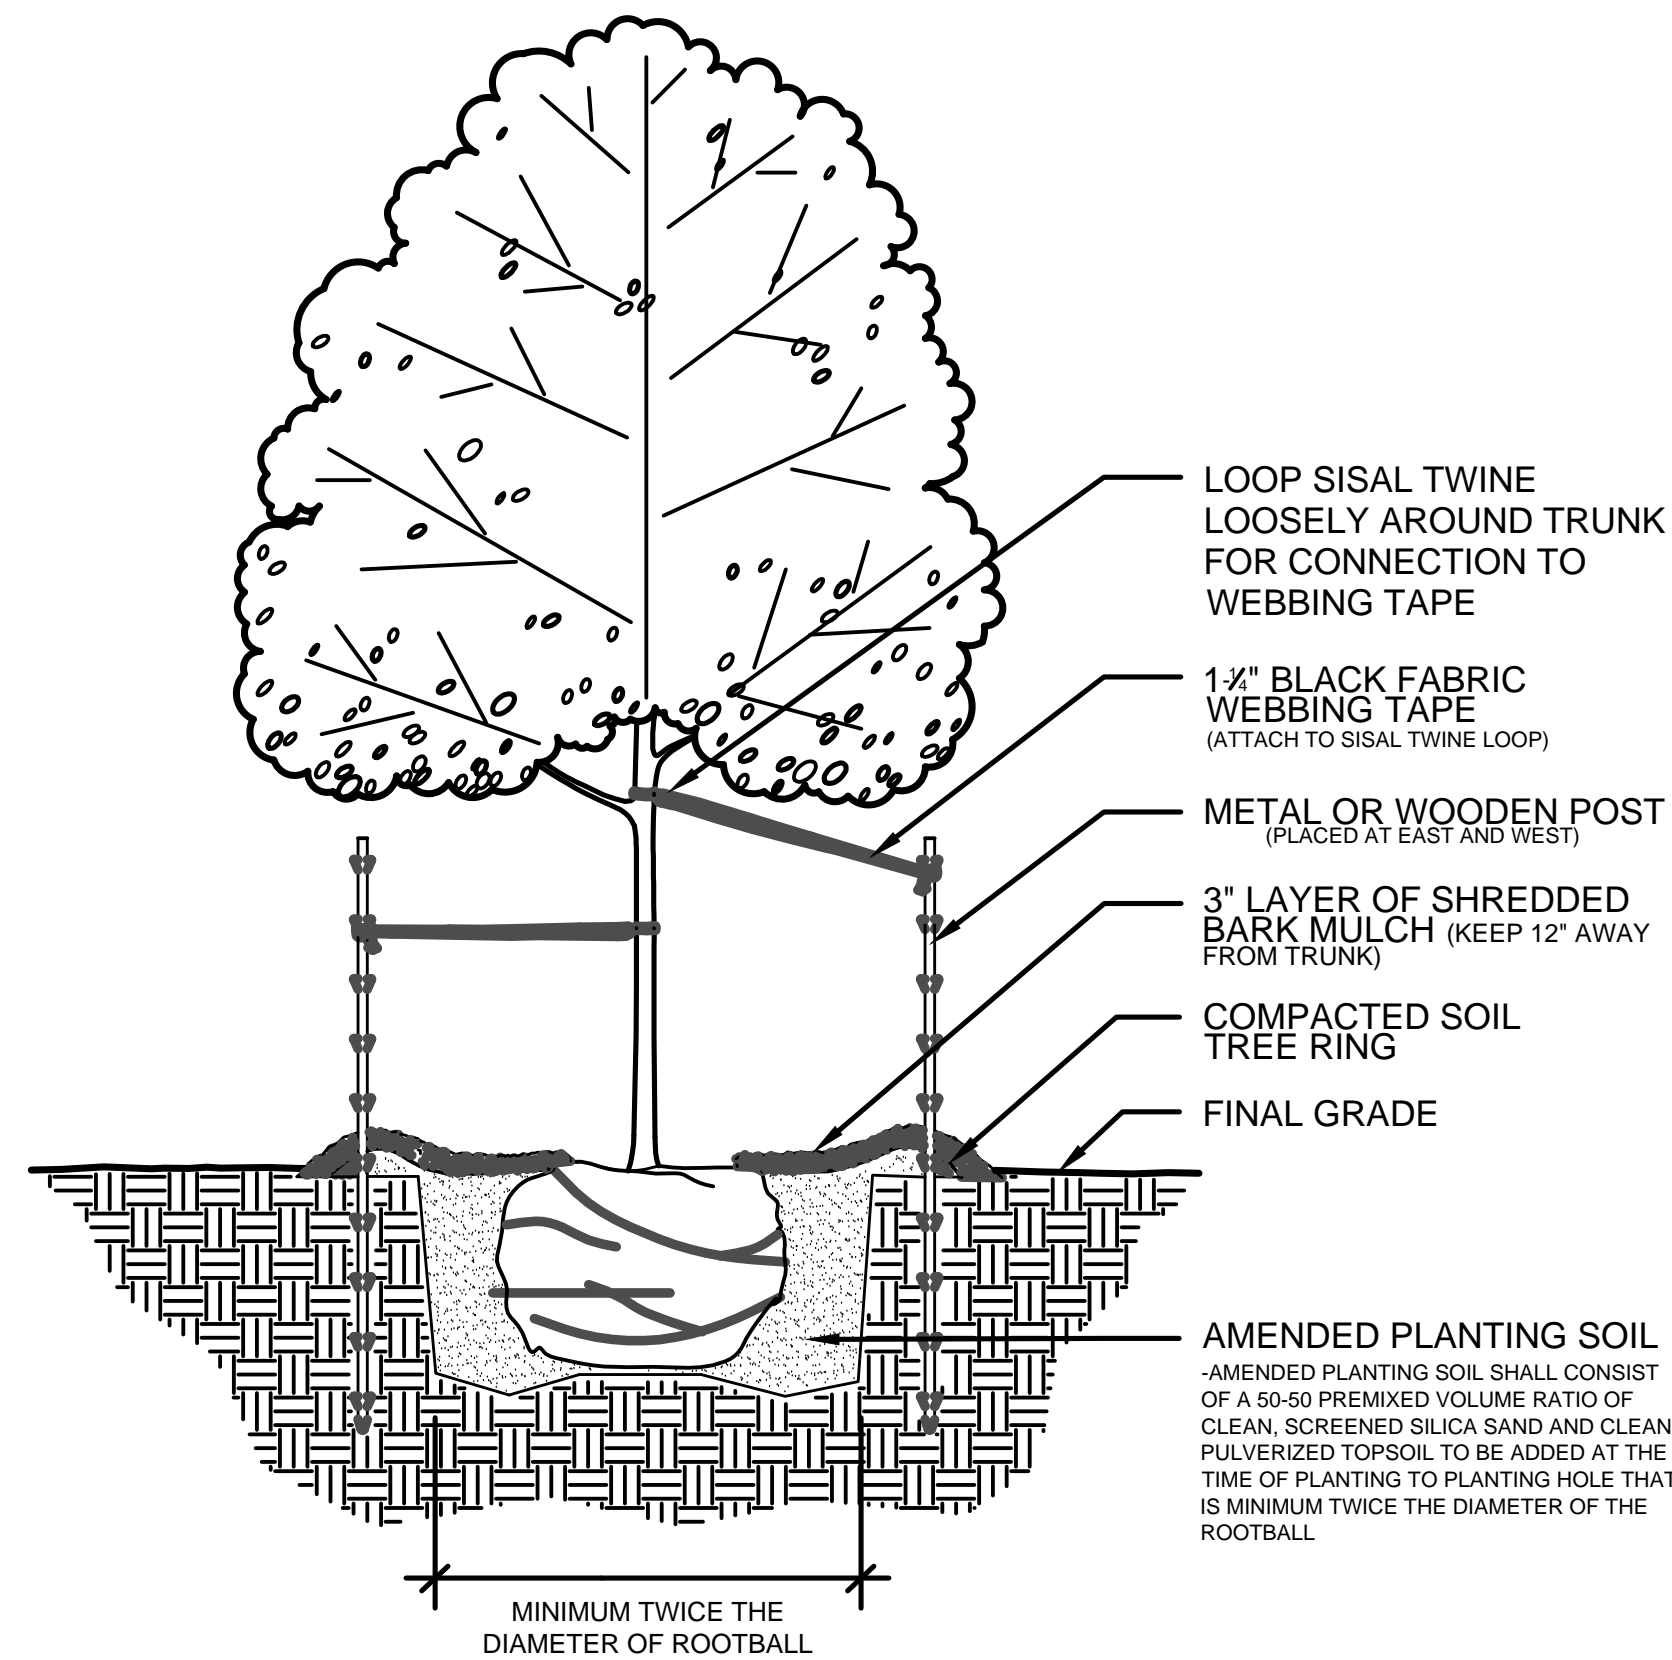 LOOP SISAL TWINE
LOOSELY AROUND TRUNK
FOR CONNECTION TO
WEBBING TAPE
1-¼" BLACK FABRIC
WEBBING TAPE
(ATTACH TO SISAL TWINE LOOP)
METAL OR WOODEN POST
(PLACED AT EAST AND WEST)
3" LAYER OF SHREDDED
BARK MULCH (KEEP 12" AWAY
FROM TRUNK)
COMPACTED SOIL
TREE RING
FINAL GRADE
AMENDED PLANTING SOIL
-AMENDED PLANTING SOIL SHALL CONSIST
OF A 50-50 PREMIXED VOLUME RATIO OF
CLEAN, SCREENED SILICA SAND AND CLEAN
PULVERIZED TOPSOIL TO BE ADDED AT THE
TIME OF PLANTING TO PLANTING HOLE THAT
IS MINIMUM TWICE THE DIAMETER OF THE
ROOTBALL
MINIMUM TWICE THE
DIAMETER OF ROOTBALL